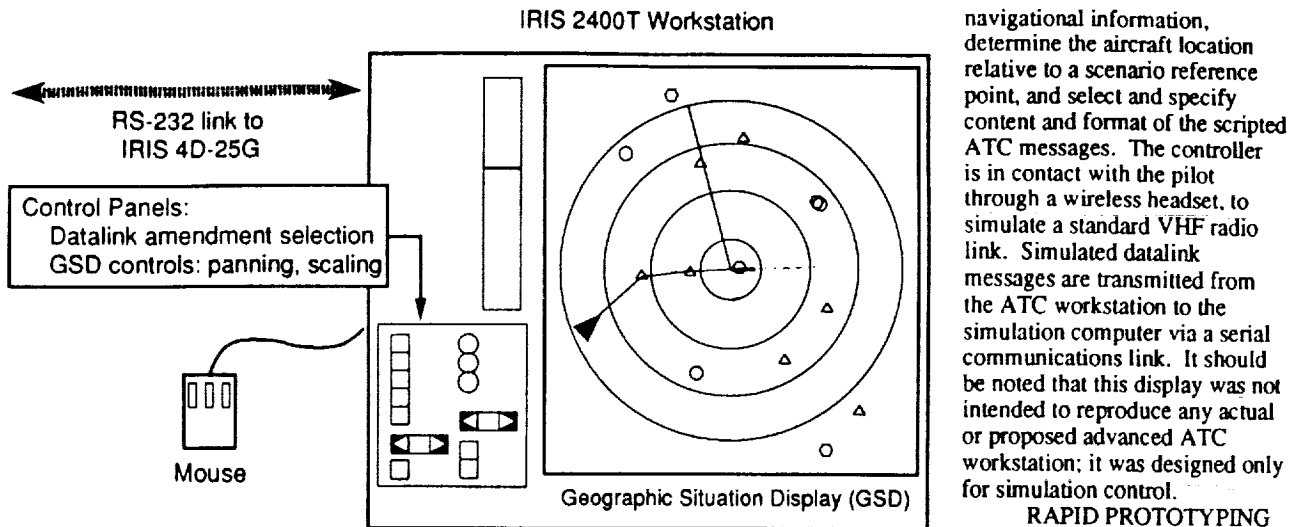 IRIS 2400T Workstation
RS-232 link to
IRIS 4D-25G
Control Panels:
Datalink amendment selection
GSD controls: panning, scaling
Mouse
Geographic Situation Display (GSD)
navigational information,
determine the aircraft location
relative to a scenario reference
point, and select and specify
content and format of the scripted
ATC messages. The controller
is in contact with the pilot
through a wireless headset, to
simulate a standard VHF radio
link. Simulated datalink
messages are transmitted from
the ATC workstation to the
simulation computer via a serial
communications link. It should
be noted that this display was not
intended to reproduce any actual
or proposed advanced ATC
workstation; it was designed only
for simulation control.
RAPID PROTOTYPING